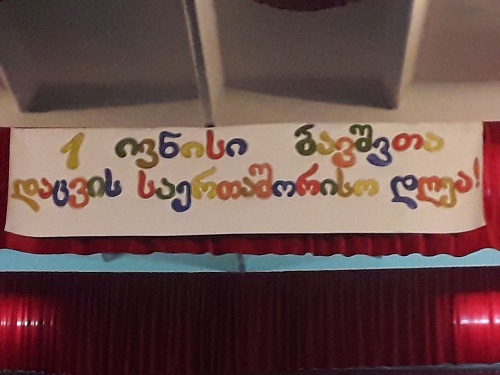 1 ივნისი ბავშვთა
დაცვის საერთაშორისო დღეა!